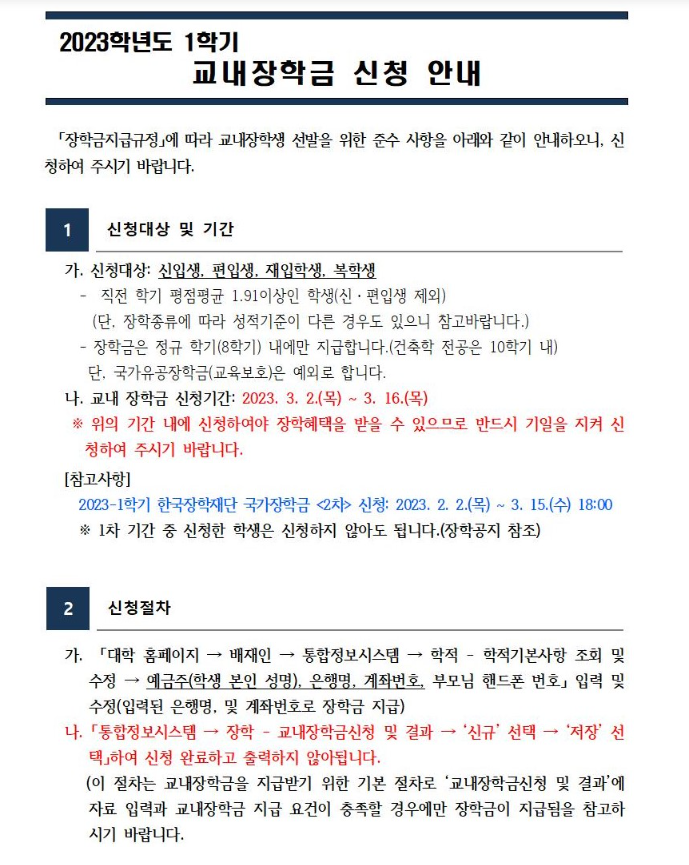 2023학년도 1학기
교내장학금 신청 안내
「장학금지급규정」에 따라 교내장학생 선발을 위한 준수 사항을 아래와 같이 안내하오니, 신
청하여 주시기 바랍니다.
1 신청대상 및 기간
가. 신청대상: 신입생, 편입생, 재입학생, 복학생
- 직전 학기 평점평균 1.91이상인 학생(신·편입생 제외)
(단, 장학종류에 따라 성적기준이 다른 경우도 있으니 참고바랍니다.)
- 장학금은 정규 학기(8학기) 내에만 지급합니다.(건축학 전공은 10학기 내)
단, 국가유공장학금(교육보호)은 예외로 합니다.
나. 교내 장학금 신청기간: 2023. 3. 2.(목) ~ 3. 16.(목)
※ 위의 기간 내에 신청하여야 장학혜택을 받을 수 있으므로 반드시 기일을 지켜 신
청하여 주시기 바랍니다.
[참고사항]
2023-1학기 한국장학재단 국가장학금 <2차> 신청: 2023. 2. 2.(목) ~ 3. 15.(수) 18:00
※ 1차 기간 중 신청한 학생은 신청하지 않아도 됩니다.(장학공지 참조)
2 신청절차
가. 「대학 홈페이지 → 배재인 → 통합정보시스템 → 학적 - 학적기본사항 조회 및
수정 → 예금주(학생 본인 성명), 은행명, 계좌번호, 부모님 핸드폰 번호」 입력 및
수정(입력된 은행명, 및 계좌번호로 장학금 지급)
나. 「통합정보시스템 → 장학 - 교내장학금신청 및 결과 → '신규' 선택 → '저장' 선
택」하여 신청 완료하고 출력하지 않아됩니다.
(이 절차는 교내장학금을 지급받기 위한 기본 절차로 '교내장학금신청 및 결과'에
자료 입력과 교내장학금 지급 요건이 충족할 경우에만 장학금이 지급됨을 참고하
시기 바랍니다.